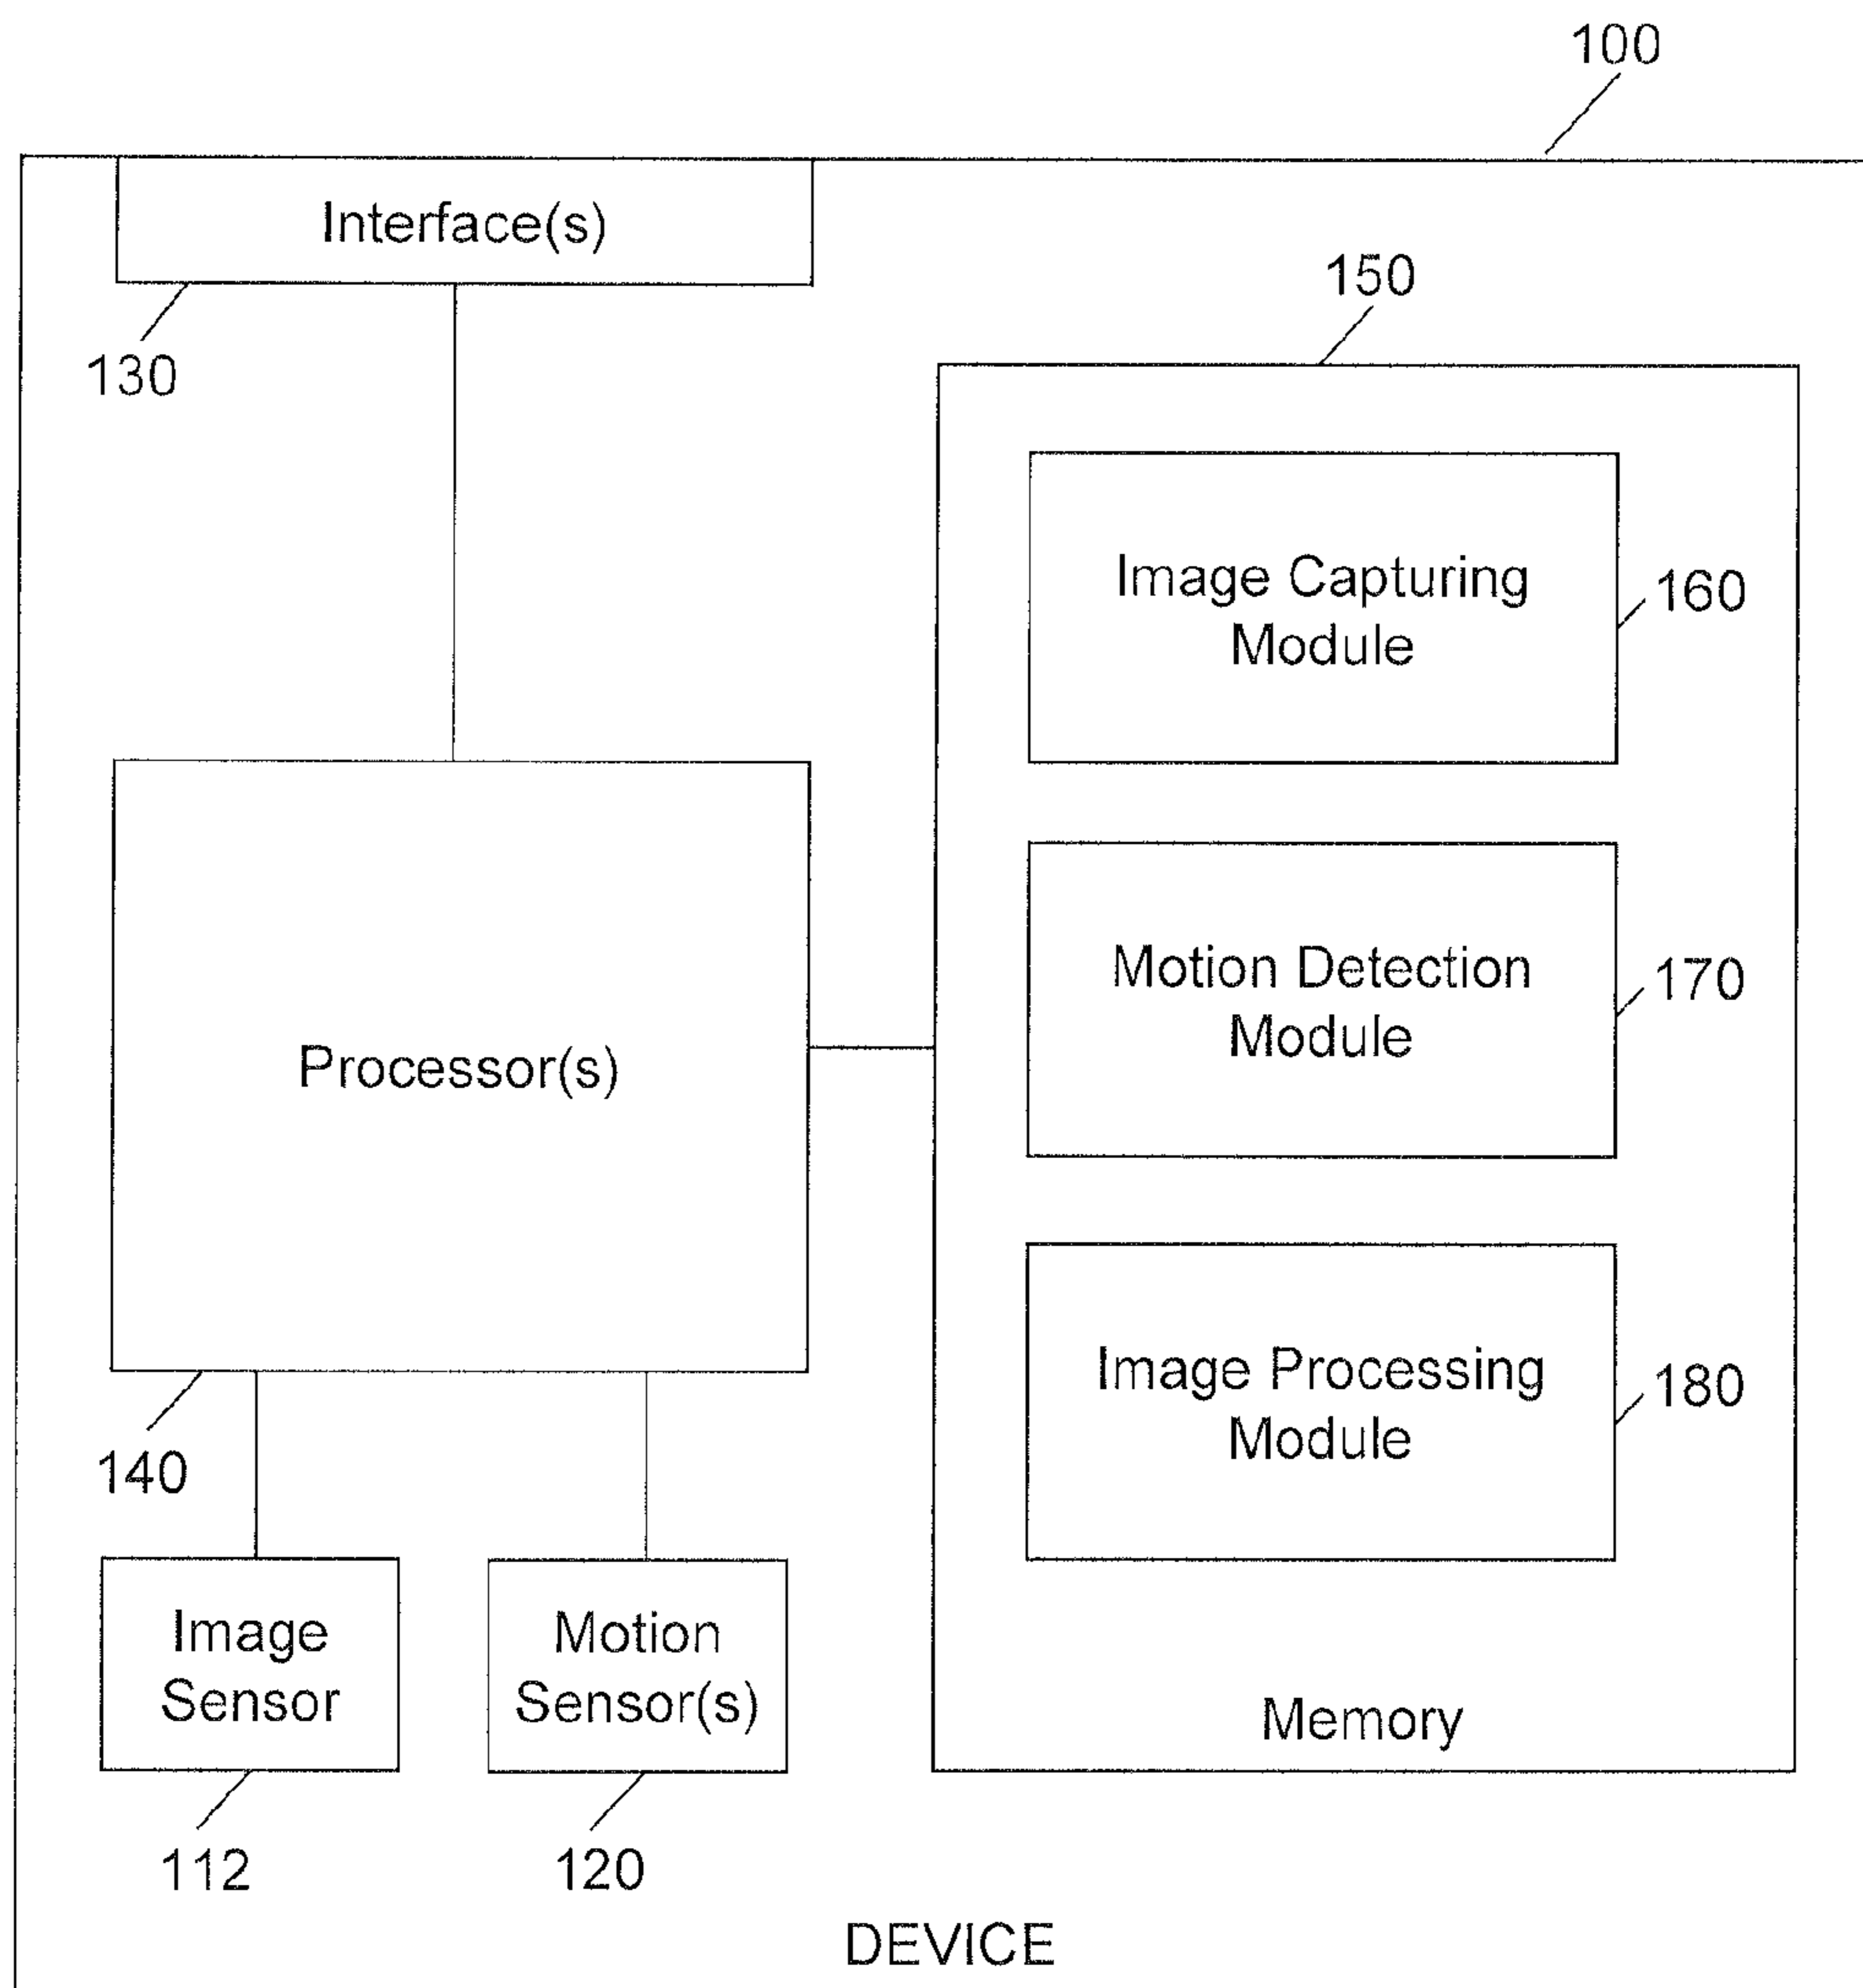 100
Interface(s)
130
150
Image Capturing
Module
160
Motion Detection
Module
170
Processor(s)
Image Processing
Module
180
140
Image
Sensor
Motion
Sensor(s)
Memory
112
120
DEVICE